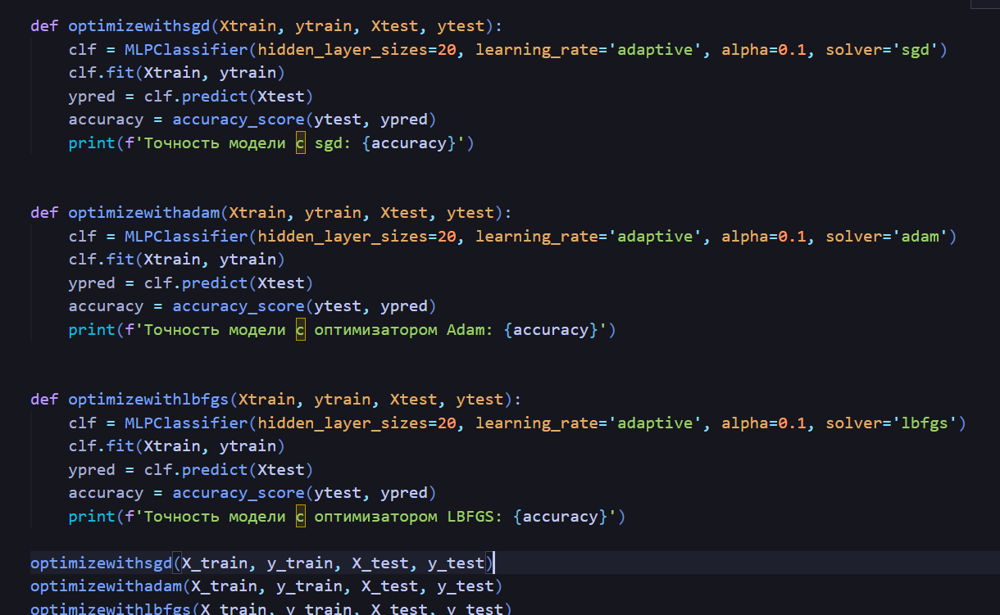 def optimizewithsgd(Xtrain, ytrain, Xtest, ytest):
    clf = MLPClassifier(hidden_layer_sizes=20, learning_rate='adaptive', alpha=0.1, solver='sgd')
    clf.fit(Xtrain, ytrain)
    ypred = clf.predict(Xtest)
    accuracy = accuracy_score(ytest, ypred)
    print(f'Точность модели с sgd: {accuracy}')
def optimizewithadam(Xtrain, ytrain, Xtest, ytest):
    clf = MLPClassifier(hidden_layer_sizes=20, learning_rate='adaptive', alpha=0.1, solver='adam')
    clf.fit(Xtrain, ytrain)
    ypred = clf.predict(Xtest)
    accuracy = accuracy_score(ytest, ypred)
    print(f'Точность модели с оптимизатором Adam: {accuracy}')
def optimizewithlbfgs(Xtrain, ytrain, Xtest, ytest):
    clf = MLPClassifier(hidden_layer_sizes=20, learning_rate='adaptive', alpha=0.1, solver='lbfgs')
    clf.fit(Xtrain, ytrain)
    ypred = clf.predict(Xtest)
    accuracy = accuracy_score(ytest, ypred)
    print(f'Точность модели с оптимизатором LBFGS: {accuracy}')
optimizewithsgd(X_train, y_train, X_test, y_test)
optimizewithadam(X_train, y_train, X_test, y_test)
optimizewithlbfgs(X_train, y_train, X_test, y_test)